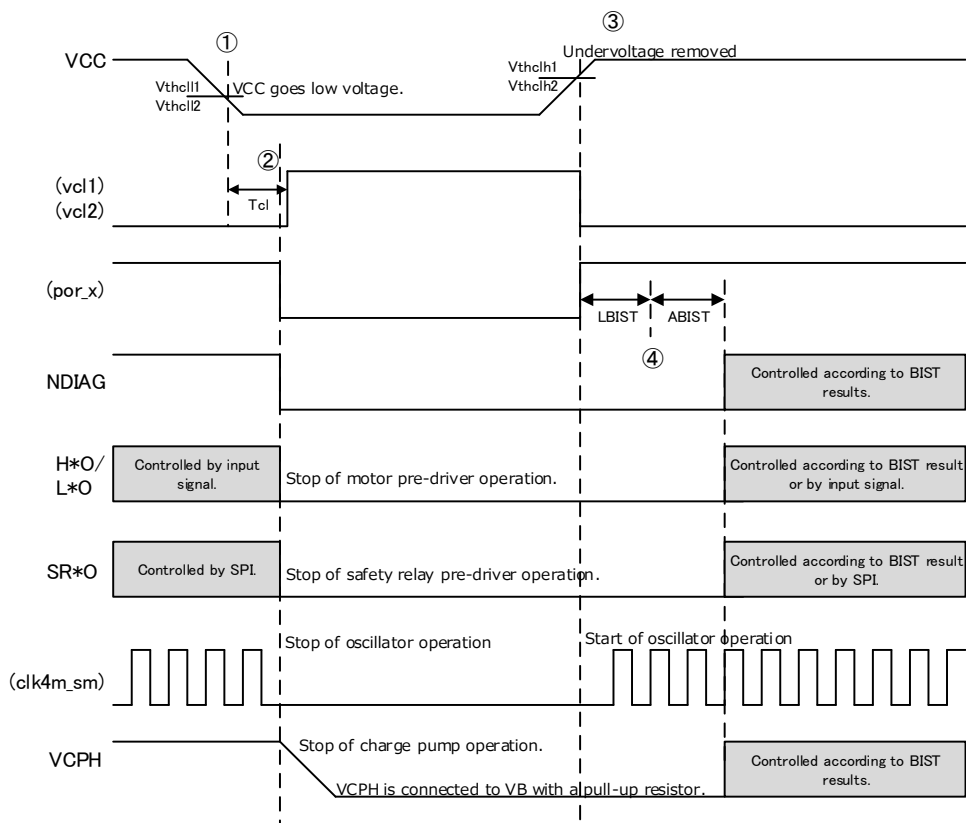 ①
③
VCC
Undervoltage removed
Vthcll1
Vthcll2
VCC goes low voltage.
Vthclh1
Vthclh2
②
(vcl1)
(vcl2)
Tcl
(por_x)
LBIST
ABIST
④
NDIAG
Controlled according to BIST
results.
H*O/
L*O
Controlled by input
signal.
Stop of motor pre-driver operation.
Controlled according to BIST result
or by input signal.
SR*O
Controlled by SPI.
Stop of safety relay pre-driver operation.
Controlled according to BIST result
or by SPI.
Stop of oscillator operation
Start of oscillator operation
(clk4m_sm)
VCPH
Stop of charge pump operation.
VCPH is connected to VB with a pull-up resistor.
Controlled according to BIST
results.